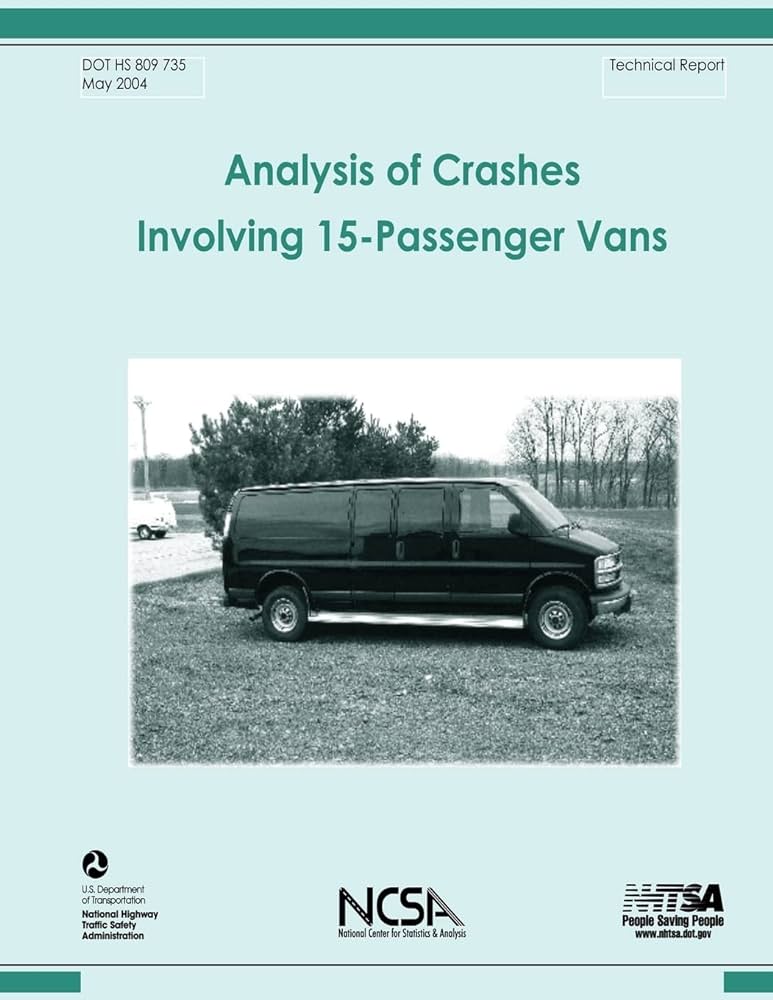 DOT HS 809 735
May 2004
Technical Report
Analysis of Crashes
Involving 15-Passenger Vans
U.S. Department
of Transportation
National Highway
Traffic Safety
Administration
NCSA
National Center for Statistics & Analysis
NHTSA
People Saving People
www.nhtsa.dot.gov